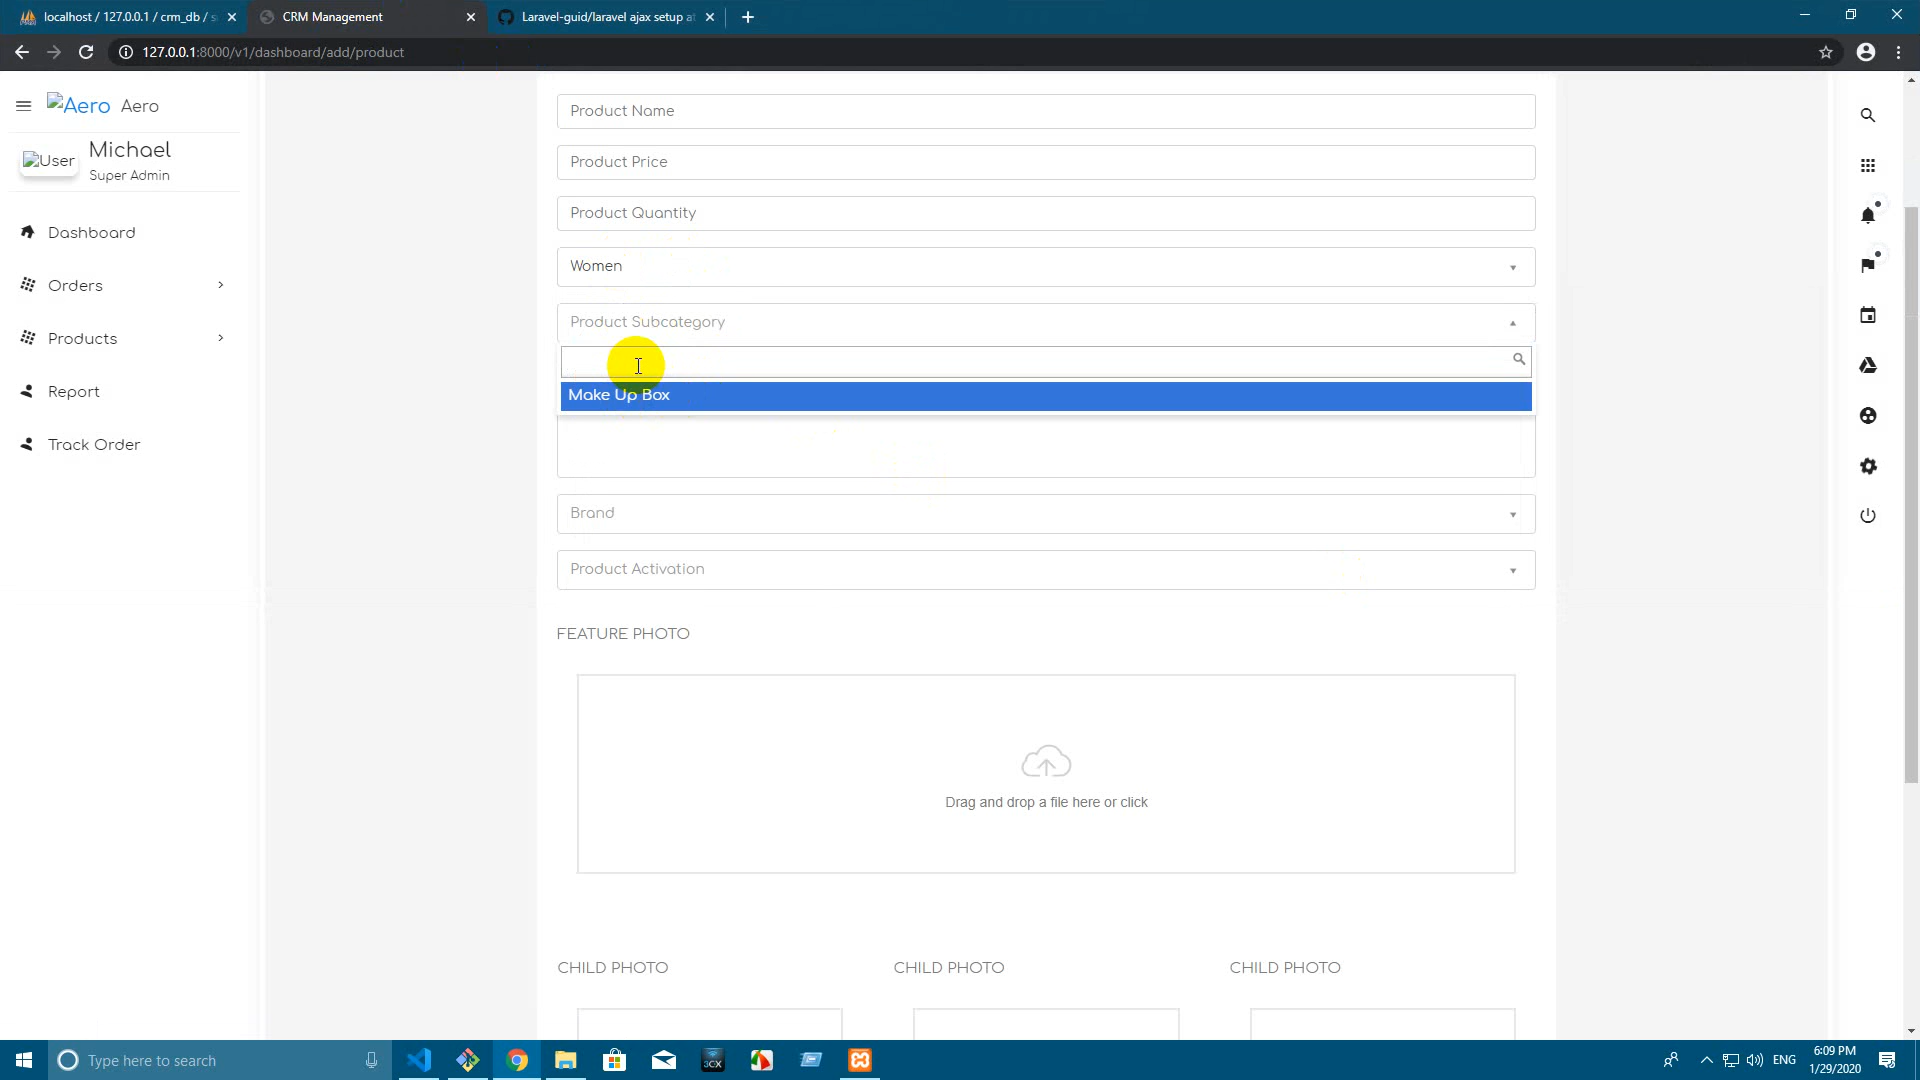 localhost / 127.0.0.1 / crm_db / s
CRM Management
Laravel-guid/laravel ajax setup at
127.0.0.1:8000/v1/dashboard/add/product
Aero Aero
User
Michael
Super Admin
Dashboard
Orders
Products
Report
Track Order
Product Name
Product Price
Product Quantity
Women
Product Subcategory
Make Up Box
Brand
Product Activation
FEATURE PHOTO
Drag and drop a file here or click
CHILD PHOTO
CHILD PHOTO
CHILD PHOTO
Type here to search
3CX
ENG
6:09 PM
1/29/2020